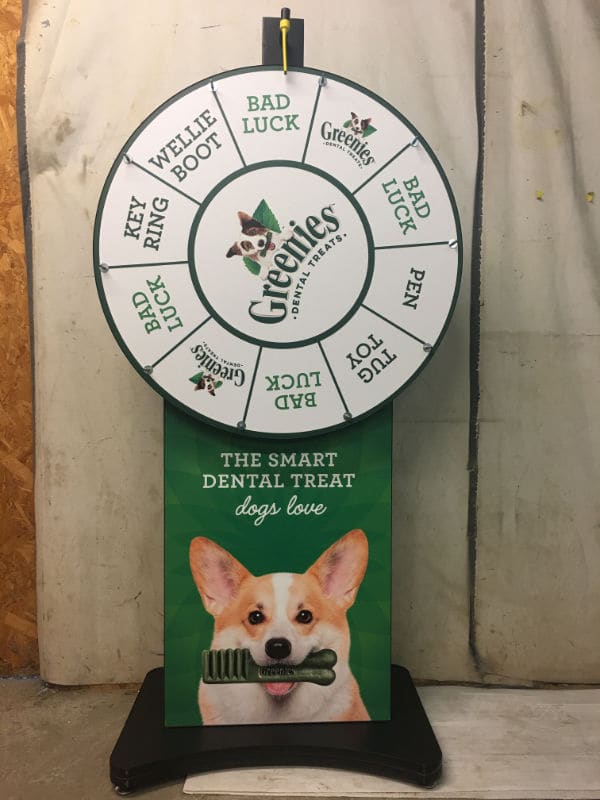 BAD
LUCK
Greenies
DENTAL TREATS
BAD
LUCK
PEN
TUG
TOY
BAD
LUCK
Greenies
DENTAL TREATS
BAD
LUCK
KEY
RING
WELLIE
BOOT
Greenies™
·DENTAL TREATS·
THE SMART
DENTAL TREAT
dogs love
Greenies